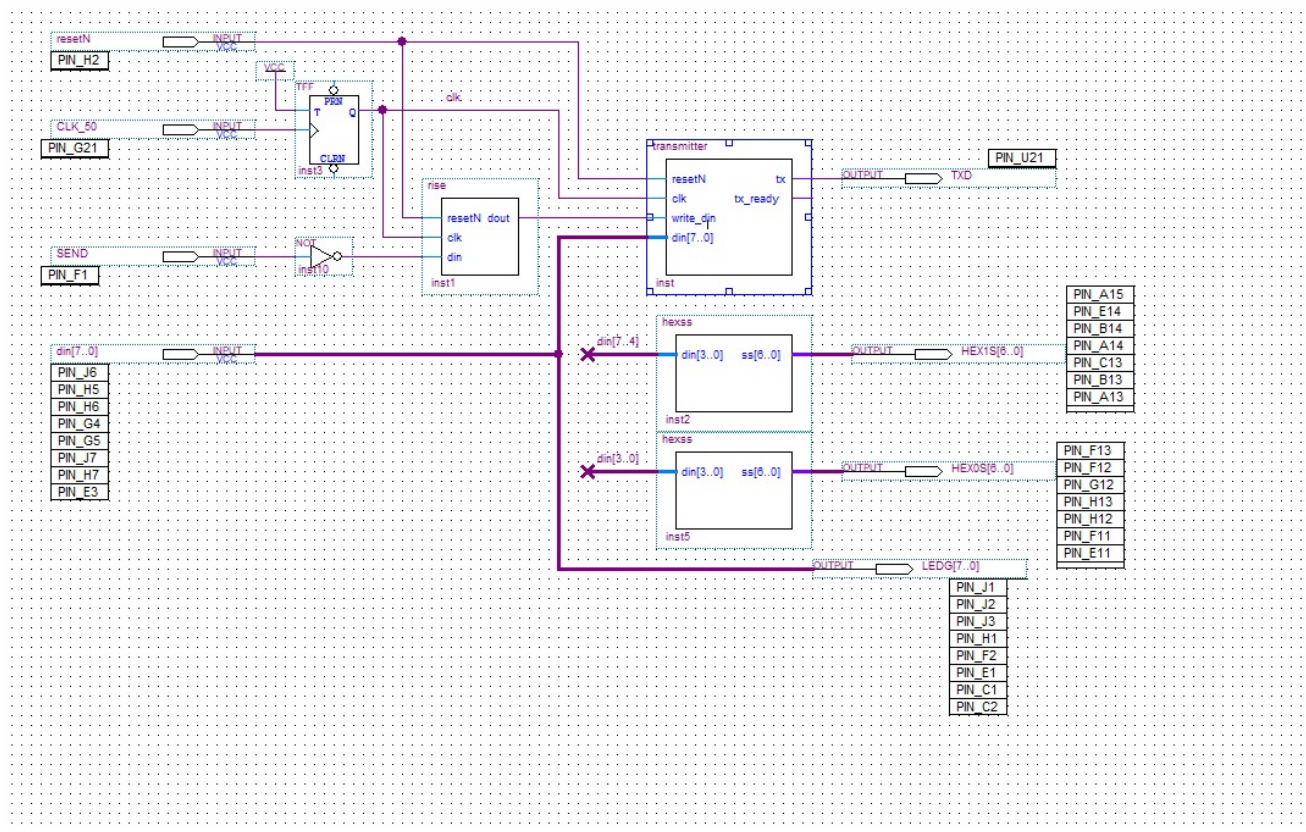 resetN
INPUT
VCC
PIN_H2
VCC
TFF
PRN
T
Q
CLRN
inst3
clk
CLK_50
INPUT
VCC
PIN_G21
SEND
INPUT
VCC
PIN_F1
NOT
inst10
rise
resetN dout
clk
din
inst1
transmitter
resetN tx
clk tx_ready
write_din
din[7..0]
inst
PIN_U21
OUTPUT TXD
din[7..0]
INPUT
VCC
PIN_J6
PIN_H5
PIN_H6
PIN_G4
PIN_G5
PIN_J7
PIN_H7
PIN_E3
din[7..4]
hexss
din[3..0] ss[6..0]
inst2
OUTPUT HEX1S[6..0]
PIN_A15
PIN_E14
PIN_B14
PIN_A14
PIN_C13
PIN_B13
PIN_A13
din[3..0]
hexss
din[3..0] ss[6..0]
inst5
OUTPUT HEX0S[6..0]
PIN_F13
PIN_F12
PIN_G12
PIN_H13
PIN_H12
PIN_F11
PIN_E11
OUTPUT LEDG[7..0]
PIN_J1
PIN_J2
PIN_J3
PIN_H1
PIN_F2
PIN_E1
PIN_C1
PIN_C2